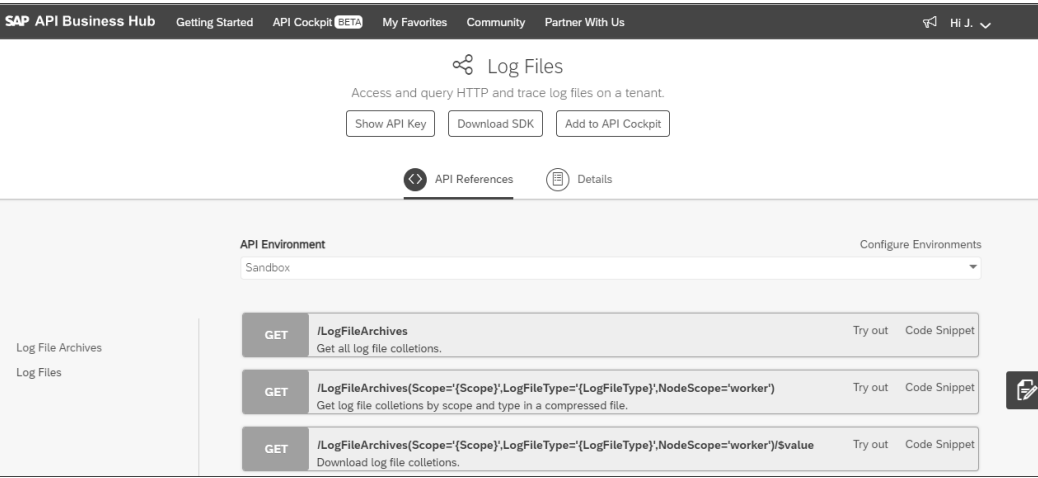 SAP API Business Hub Getting Started API Cockpit BETA My Favorites Community Partner With Us Hi J.
Log Files
Access and query HTTP and trace log files on a tenant.
Show API Key Download SDK Add to API Cockpit
API References Details
API Environment Configure Environments
Sandbox
Log File Archives
Log Files
GET /LogFileArchives Try out Code Snippet
Get all log file colletions.
GET /LogFileArchives(Scope='{Scope}',LogFileType='{LogFileType}',NodeScope='worker') Try out Code Snippet
Get log file colletions by scope and type in a compressed file.
GET /LogFileArchives(Scope='{Scope}',LogFileType='{LogFileType}',NodeScope='worker')/$value Try out Code Snippet
Download log file colletions.